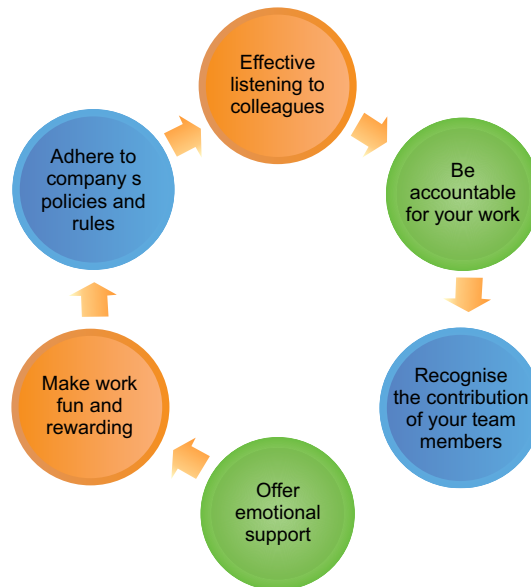 Effective
listening to
colleagues
Be
accountable
for your work
Recognise
the contribution
of your team
members
Offer
emotional
support
Make work
fun and
rewarding
Adhere to
company s
policies and
rules